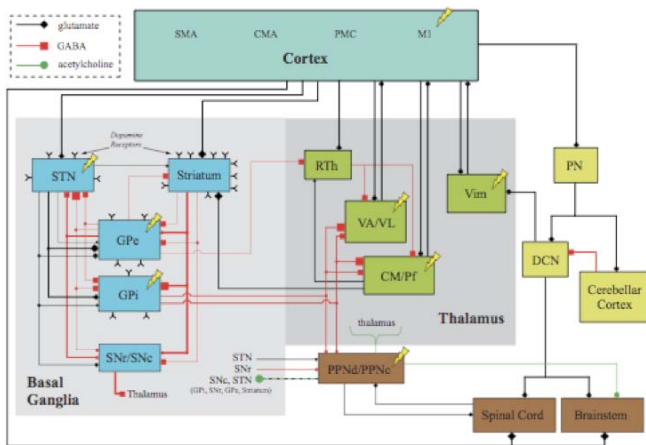 glutamate
GABA
acetylcholine
SMA
CMA
PMC
M1
Cortex
Dopamine
Receptors
STN
Striatum
RTh
PN
Vim
VA/VL
GPe
DCN
CM/Pf
GPi
Cerebellar
Cortex
Thalamus
thalamus
SNr/SNc
STN
SNr
PPNd/PPNc
SNc, STN
(GPi, SNr, GPe, Striatum)
Basal
Ganglia
Thalamus
Spinal Cord
Brainstem